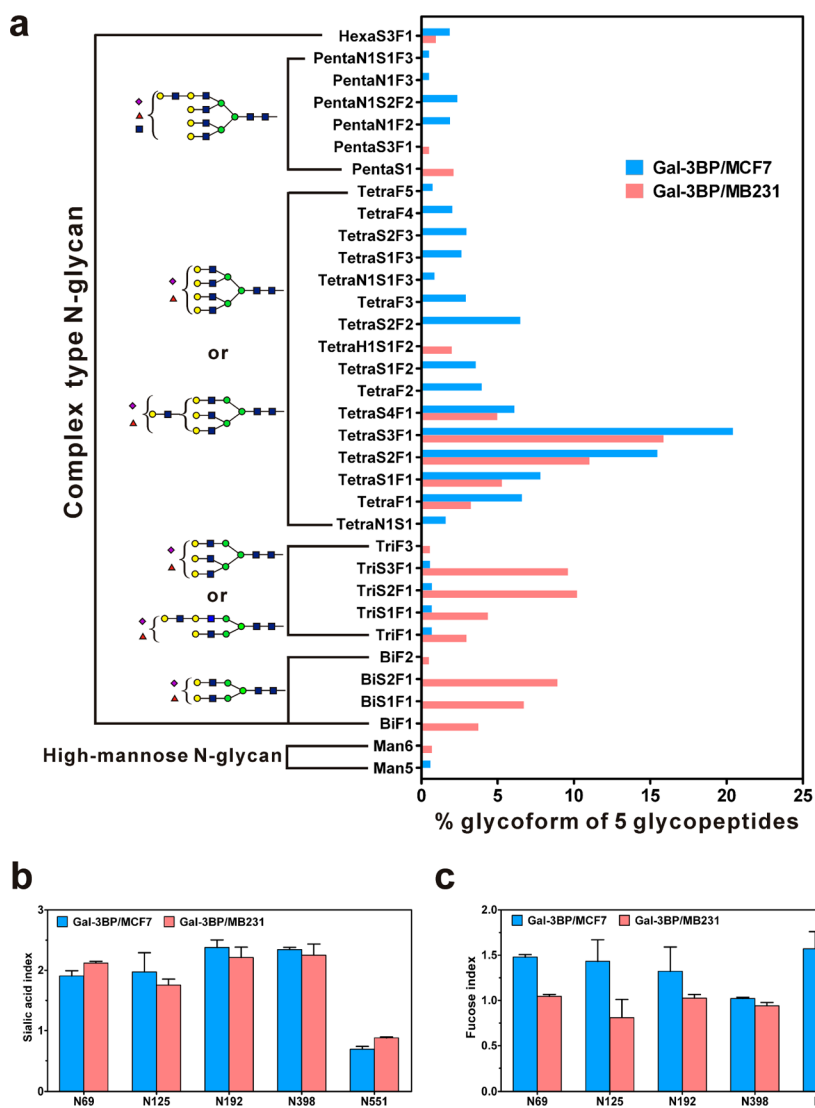 a
HexaS3F1
PentaN1S1F3
PentaN1F3
PentaN1S2F2
PentaN1F2
PentaS3F1
PentaS1
Gal-3BP/MCF7
Gal-3BP/MB231
TetraF5
TetraF4
TetraS2F3
TetraS1F3
TetraN1S1F3
TetraF3
TetraS2F2
TetraH1S1F2
TetraS1F2
TetraF2
TetraS4F1
TetraS3F1
TetraS2F1
TetraS1F1
TetraF1
TetraN1S1
or
Complex type N-glycan
TriF3
TriS3F1
TriS2F1
TriS1F1
TriF1
or
BiF2
BiS2F1
BiS1F1
BiF1
High-mannose N-glycan
Man6
Man5
0 5 10 15 20 25
% glycoform of 5 glycopeptides
b
Gal-3BP/MCF7 Gal-3BP/MB231
Sialic acid index
3
2
1
0
N69 N125 N192 N398 N551
c
Gal-3BP/MCF7 Gal-3BP/MB231
Fucose index
2.0
1.5
1.0
0.5
0.0
N69 N125 N192 N398